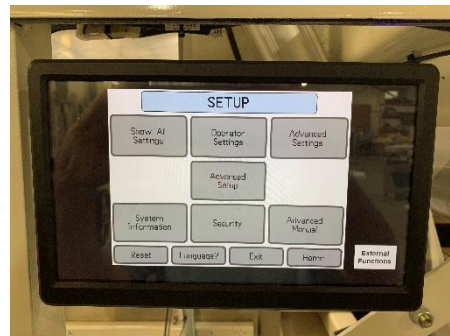 SETUP
Show All
Settings
Operator
Settings
Advanced
Settings
Advanced
Setup
System
Information
Security
Advanced
Manual
Reset
Language?
Exit
Home
External
Functions